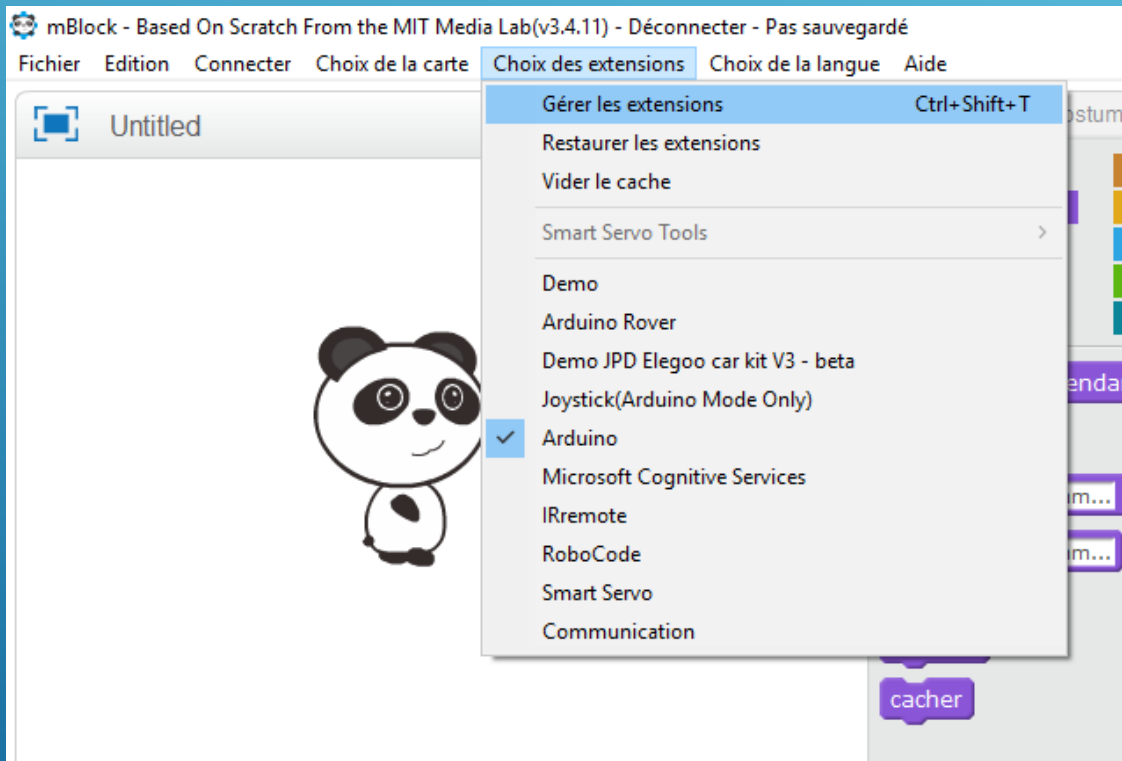 mBlock - Based On Scratch From the MIT Media Lab(v3.4.11) - Déconnecter - Pas sauvegardé
Fichier Edition Connecter Choix de la carte Choix des extensions Choix de la langue Aide
Untitled
Gérer les extensions Ctrl+Shift+T
Restaurer les extensions
Vider le cache
Smart Servo Tools
Demo
Arduino Rover
Demo JPD Elegoo car kit V3 - beta
Joystick(Arduino Mode Only)
Arduino
Microsoft Cognitive Services
IRremote
RoboCode
Smart Servo
Communication
cacher